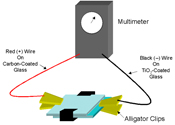 Multimeter
Red (+) Wire
On
Carbon-Coated
Glass
Black (–) Wire
On
TiO2-Coated
Glass
Alligator Clips